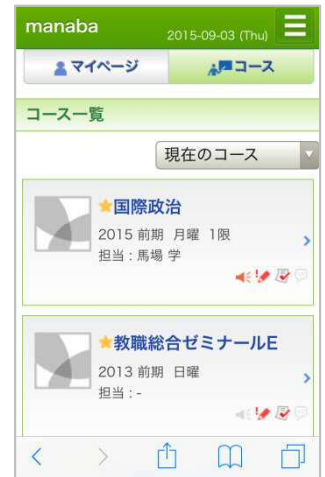 manaba
2015-09-03 (Thu)
マイページ
コース
コース一覧
現在のコース
国際政治
2015 前期 月曜 1限
担当 : 馬場 学
教職総合ゼミナールE
2013 前期 日曜
担当 : -